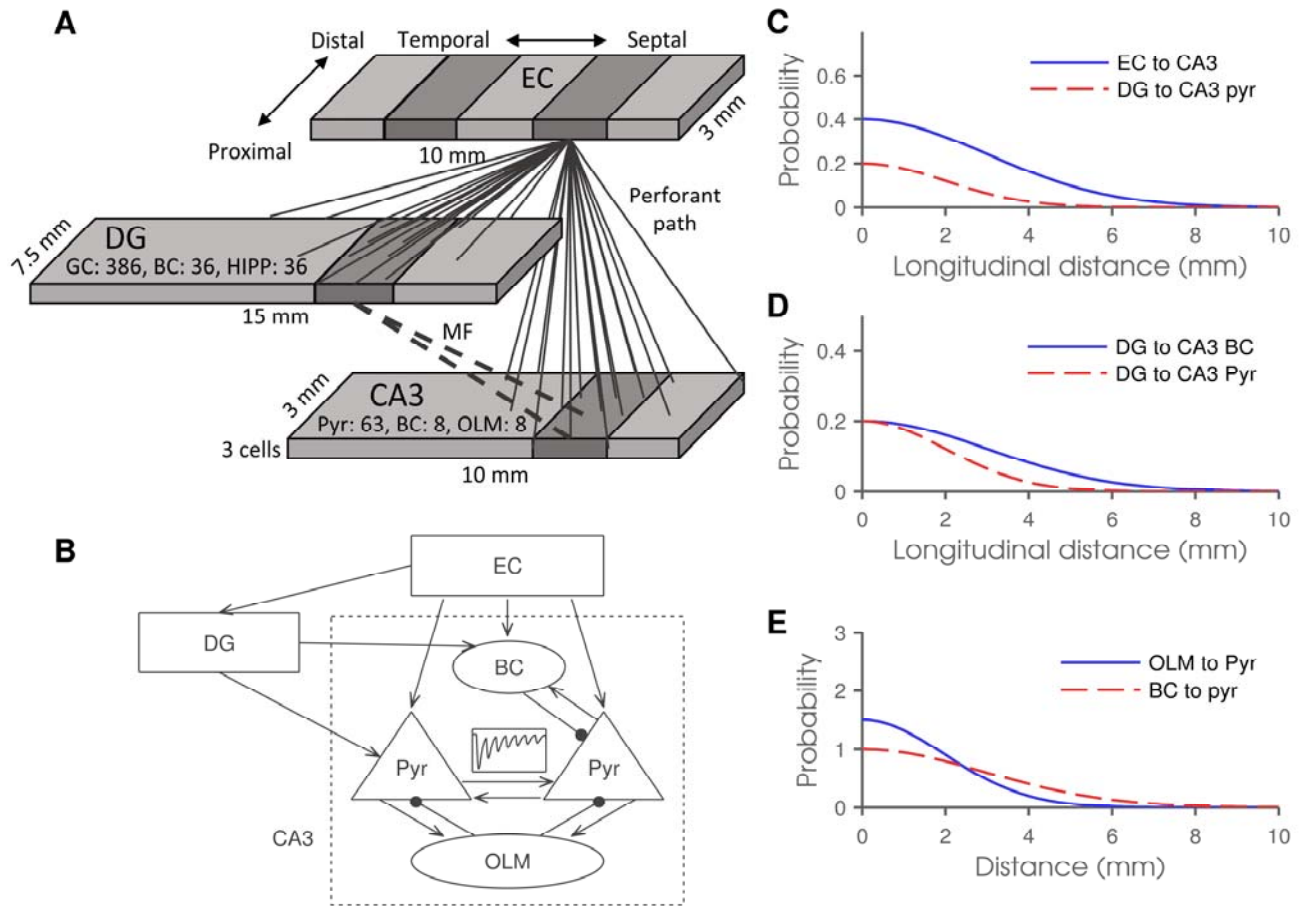 A
Distal
Temporal
Septal
EC
Proximal
10 mm
3 mm
Perforant
path
DG
7.5 mm
GC: 386, BC: 36, HIPP: 36
15 mm
MF
CA3
3 mm
Pyr: 63, BC: 8, OLM: 8
3 cells
10 mm
B
EC
DG
BC
Pyr
Pyr
CA3
OLM
C
EC to CA3
DG to CA3 pyr
Probability
0.6
0.4
0.2
0
0 2 4 6 8 10
Longitudinal distance (mm)
D
DG to CA3 BC
DG to CA3 Pyr
Probability
0.4
0.2
0
0 2 4 6 8 10
Longitudinal distance (mm)
E
OLM to Pyr
BC to pyr
Probability
3
2
1
0
0 2 4 6 8 10
Distance (mm)